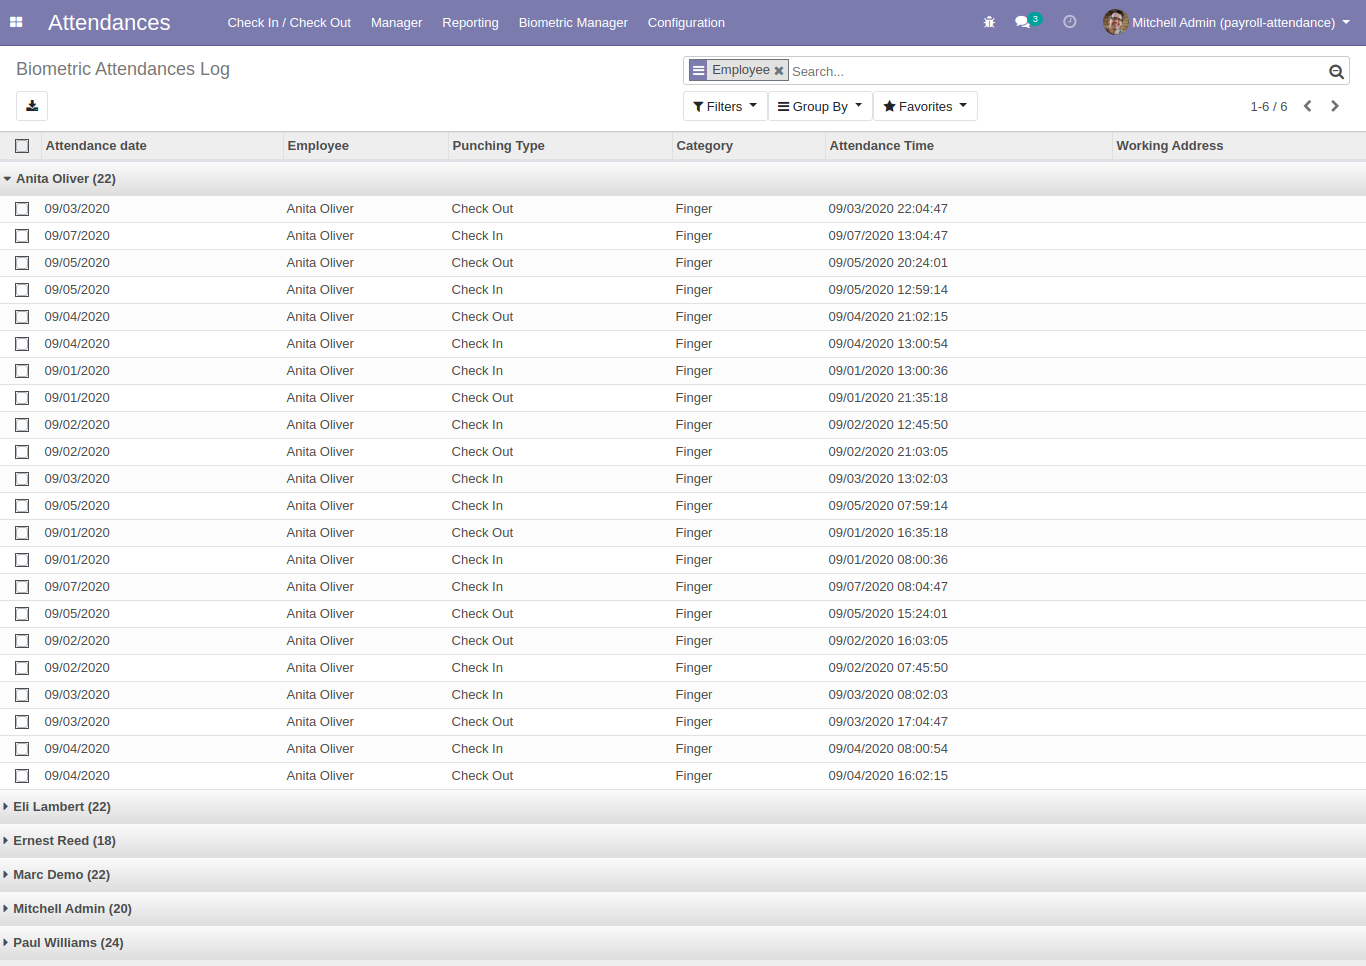 Attendances Check In / Check Out Manager Reporting Biometric Manager Configuration 3 Mitchell Admin (payroll-attendance)
Biometric Attendances Log Employee Search...
Filters Group By Favorites 1-6 / 6
Attendance date Employee Punching Type Category Attendance Time Working Address
Anita Oliver (22)
09/03/2020 Anita Oliver Check Out Finger 09/03/2020 22:04:47
09/07/2020 Anita Oliver Check In Finger 09/07/2020 13:04:47
09/05/2020 Anita Oliver Check Out Finger 09/05/2020 20:24:01
09/05/2020 Anita Oliver Check In Finger 09/05/2020 12:59:14
09/04/2020 Anita Oliver Check Out Finger 09/04/2020 21:02:15
09/04/2020 Anita Oliver Check In Finger 09/04/2020 13:00:54
09/01/2020 Anita Oliver Check In Finger 09/01/2020 13:00:36
09/01/2020 Anita Oliver Check Out Finger 09/01/2020 21:35:18
09/02/2020 Anita Oliver Check In Finger 09/02/2020 12:45:50
09/02/2020 Anita Oliver Check Out Finger 09/02/2020 21:03:05
09/03/2020 Anita Oliver Check In Finger 09/03/2020 13:02:03
09/05/2020 Anita Oliver Check In Finger 09/05/2020 07:59:14
09/01/2020 Anita Oliver Check Out Finger 09/01/2020 16:35:18
09/01/2020 Anita Oliver Check In Finger 09/01/2020 08:00:36
09/07/2020 Anita Oliver Check In Finger 09/07/2020 08:04:47
09/05/2020 Anita Oliver Check Out Finger 09/05/2020 15:24:01
09/02/2020 Anita Oliver Check Out Finger 09/02/2020 16:03:05
09/02/2020 Anita Oliver Check In Finger 09/02/2020 07:45:50
09/03/2020 Anita Oliver Check In Finger 09/03/2020 08:02:03
09/03/2020 Anita Oliver Check Out Finger 09/03/2020 17:04:47
09/04/2020 Anita Oliver Check In Finger 09/04/2020 08:00:54
09/04/2020 Anita Oliver Check Out Finger 09/04/2020 16:02:15
Eli Lambert (22)
Ernest Reed (18)
Marc Demo (22)
Mitchell Admin (20)
Paul Williams (24)